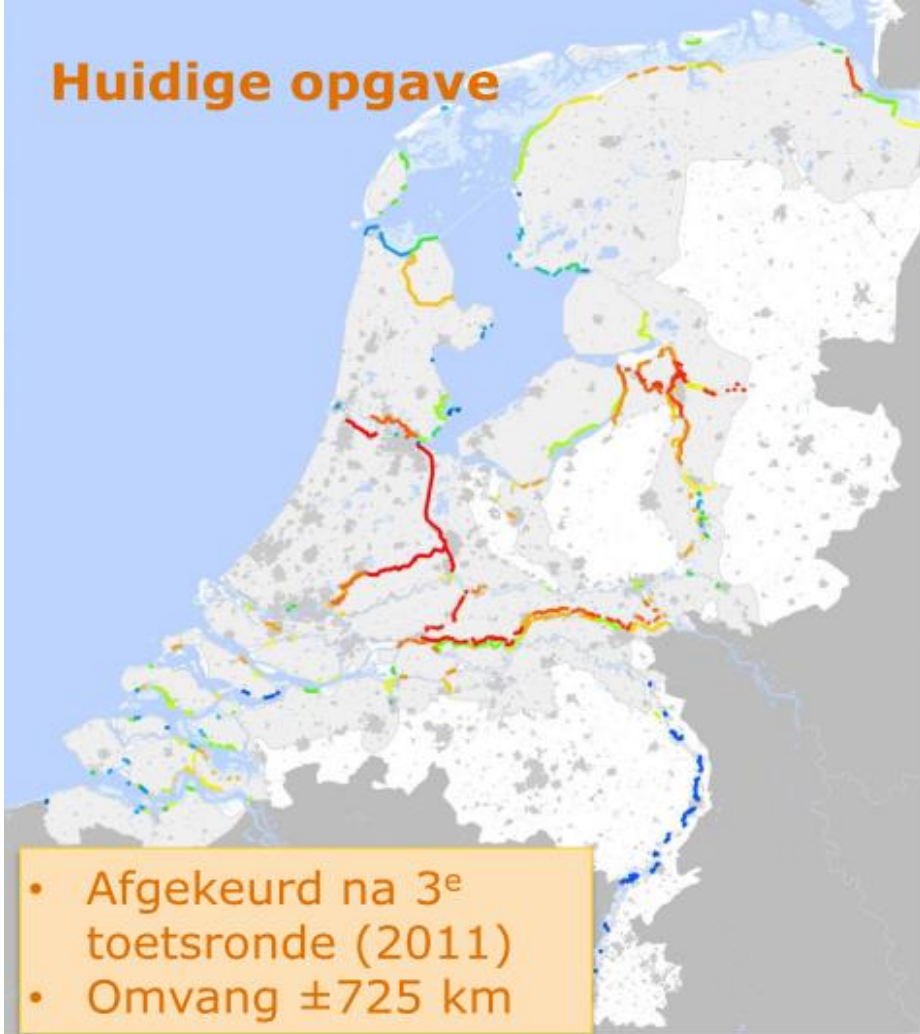 Huidige opgave
• Afgekeurd na 3ᵉ
toetsronde (2011)
• Omvang ±725 km